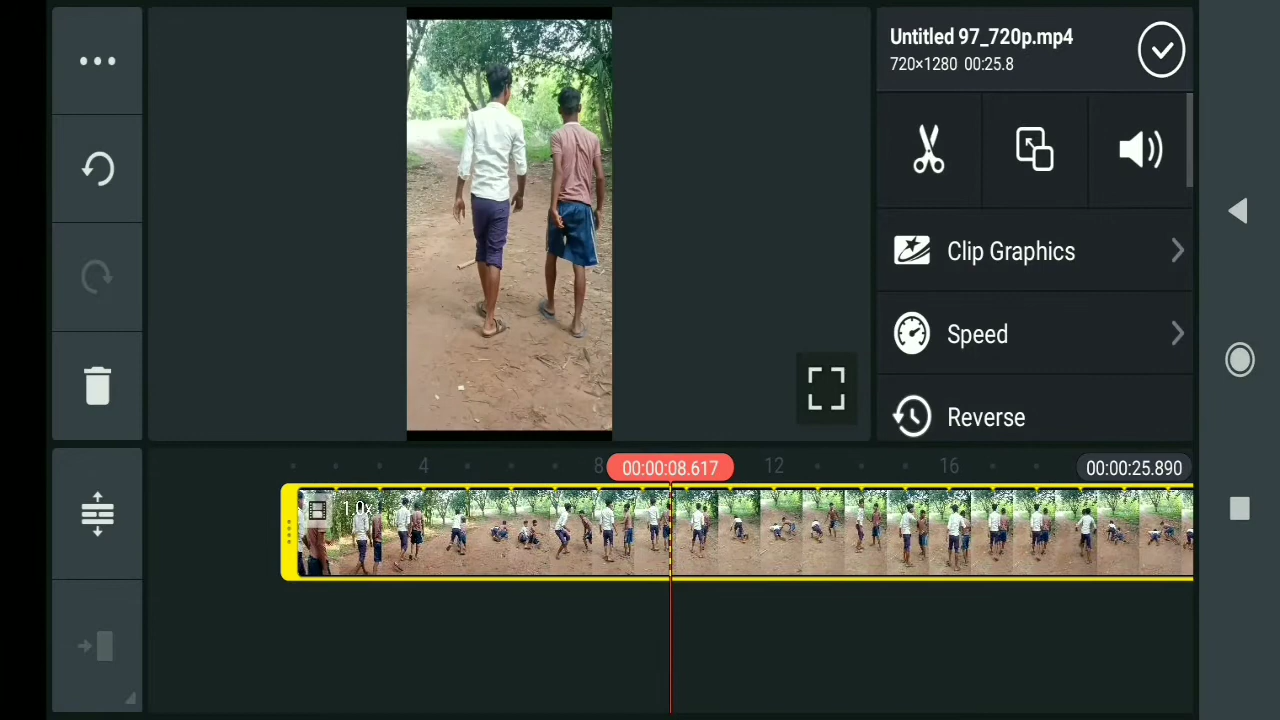 Untitled 97_720p.mp4
720×1280 00:25.8
Clip Graphics
Speed
Reverse
4
8
00:00:08.617
12
16
00:00:25.890
1.0x